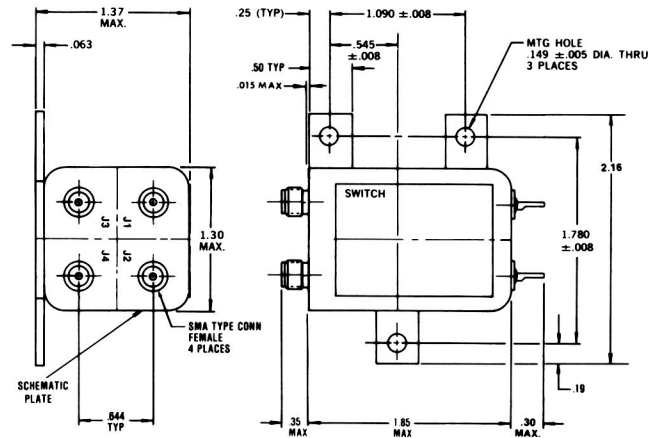 1.37
MAX.
.063
J3
J1
J4
J2
1.30
MAX.
SMA TYPE CONN
FEMALE
4 PLACES
SCHEMATIC
PLATE
.644
TYP
.25 (TYP)
1.090 ±.008
.545
±.008
.50 TYP
.015 MAX
MTG HOLE
.149 ±.005 DIA. THRU
3 PLACES
SWITCH
2.16
1.780
±.008
.19
.35
MAX
1.85
MAX
.30
MAX.